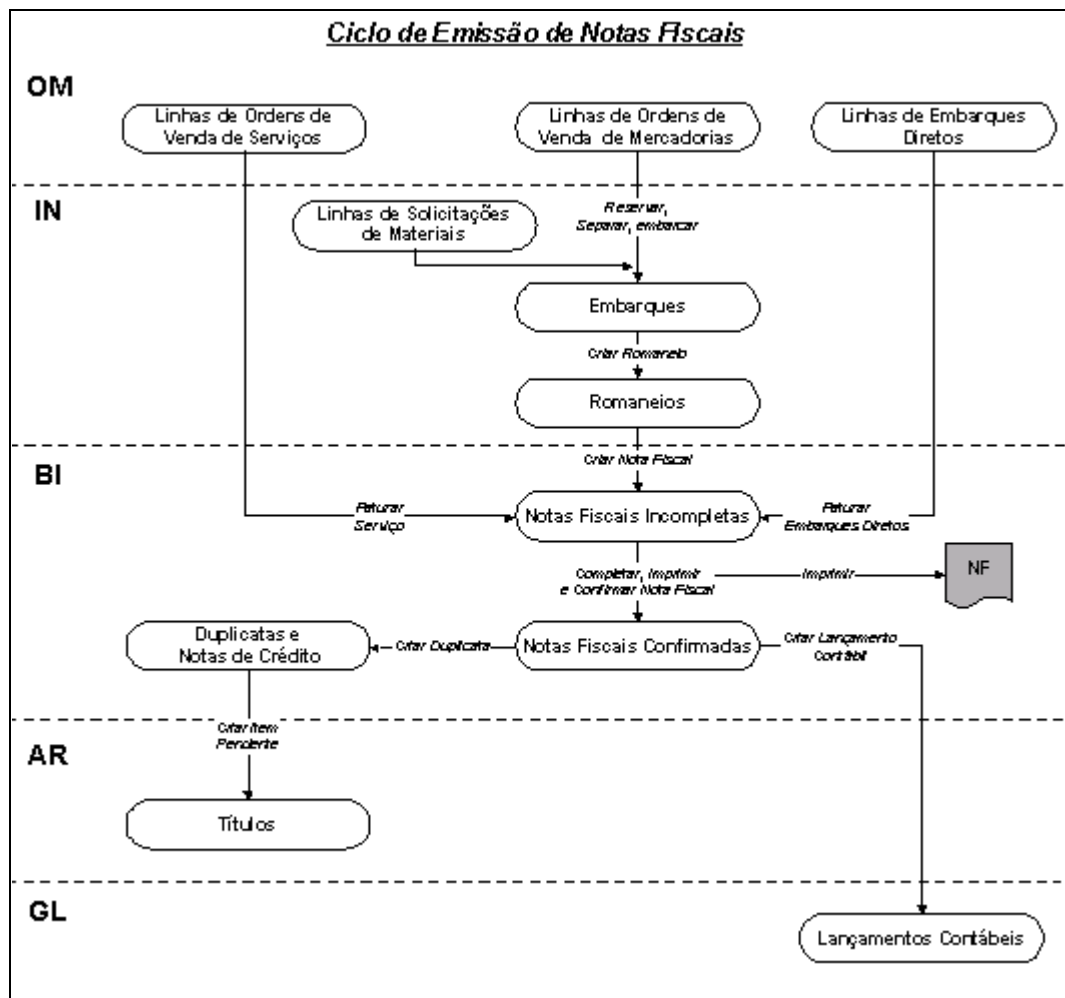 Ciclo de Emissão de Notas Fiscais
OM
Linhas de Ordens de
Venda de Serviços
Linhas de Ordens de
Venda de Mercadorias
Linhas de Embarques
Diretos
IN
Linhas de Solicitações
de Materiais
Reservar,
Separar, embarcar
Embarques
Criar Romaneio
Romaneios
BI
Criar Nota Fiscal
Faturar
Serviço
Notas Fiscais Incompletas
Faturar
Embarques Diretos
Completar, Imprimir
e Confirmar Nota Fiscal
Imprimir
NF
Duplicatas e
Notas de Crédito
Criar Duplicata
Notas Fiscais Confirmadas
Criar Lançamento
Contábil
Criar Item
Pendente
AR
Títulos
GL
Lançamentos Contábeis